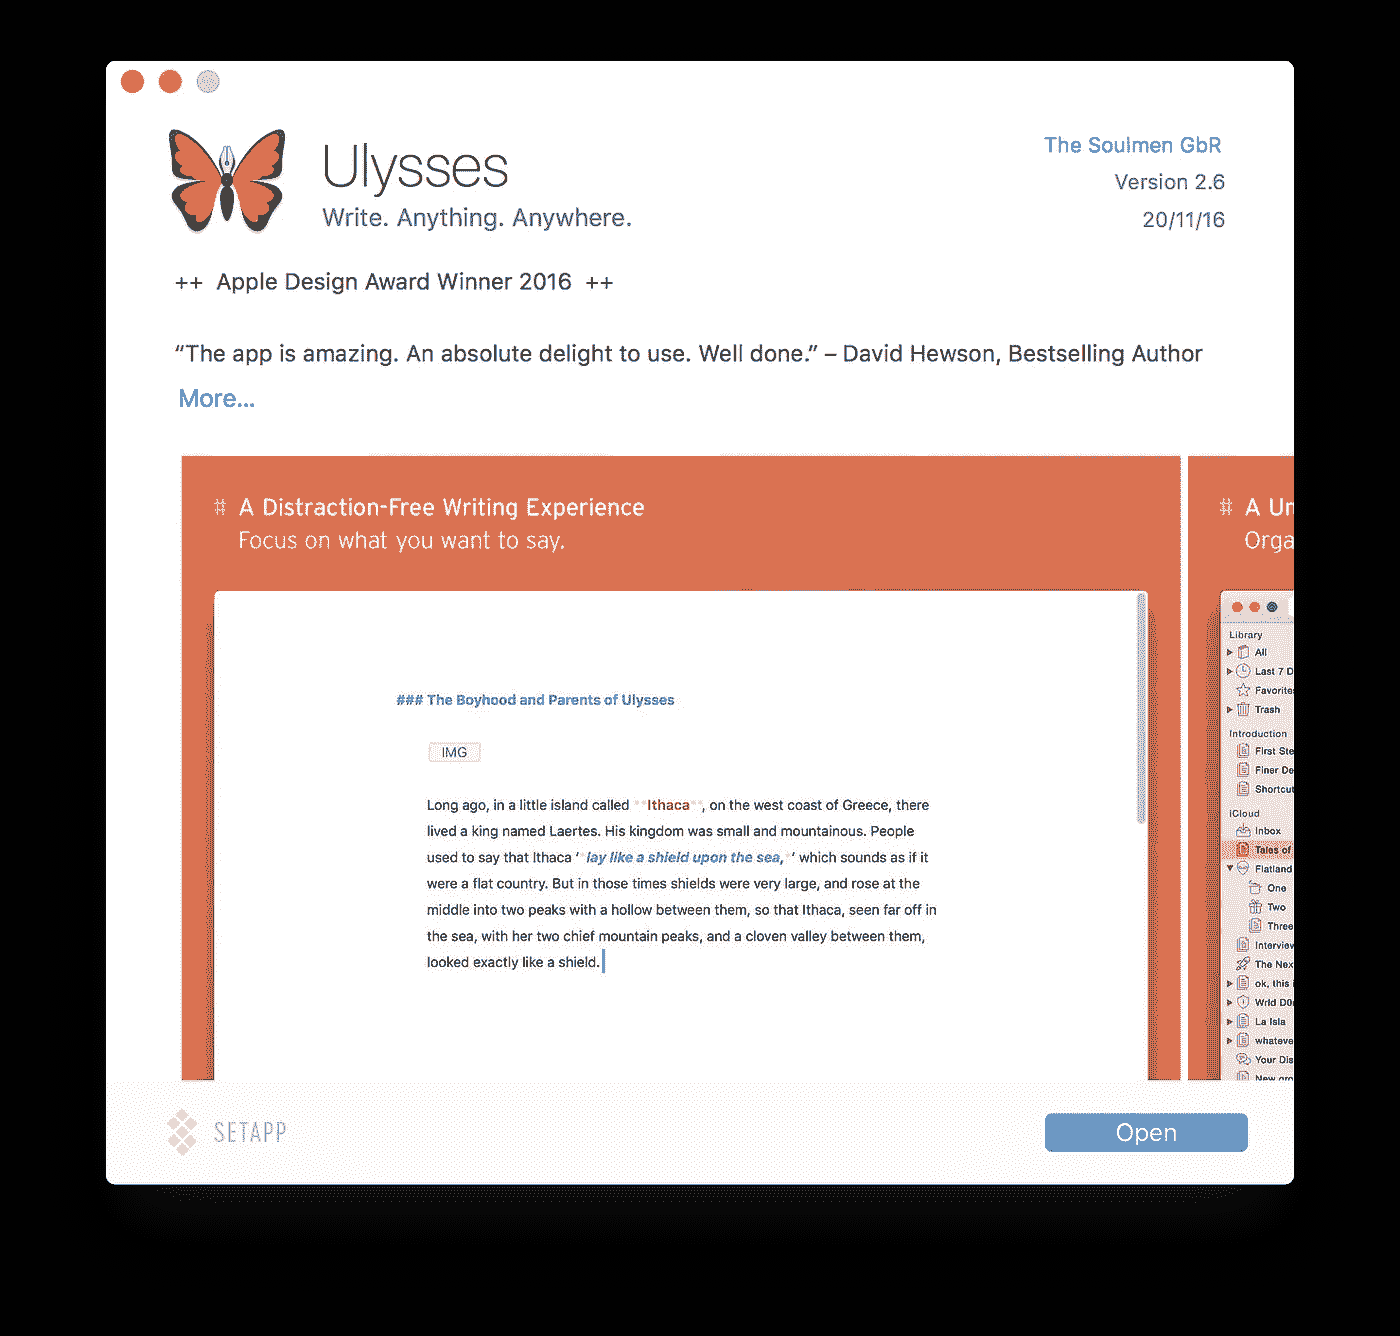 Ulysses
Write. Anything. Anywhere.
The Soulmen GbR
Version 2.6
20/11/16
++ Apple Design Award Winner 2016 ++
“The app is amazing. An absolute delight to use. Well done.” – David Hewson, Bestselling Author
More...
# A Distraction-Free Writing Experience
Focus on what you want to say.
### The Boyhood and Parents of Ulysses
IMG
Long ago, in a little island called **Ithaca**, on the west coast of Greece, there
lived a king named Laertes. His kingdom was small and mountainous. People
used to say that Ithaca ‘*lay like a shield upon the sea,*’ which sounds as if it
were a flat country. But in those times shields were very large, and rose at the
middle into two peaks with a hollow between them, so that Ithaca, seen far off in
the sea, with her two chief mountain peaks, and a cloven valley between them,
looked exactly like a shield.
# A Un
Orga
Library
All
Last 7 D
Favorite
Trash
Introduction
First Ste
Finer De
Shortcut
iCloud
Inbox
Tales of
Flatland
One
Two
Three
Interview
The Nex
ok, this i
Wrld D0
La Isla
whateve
Your Dis
New gro
SETAPP
Open